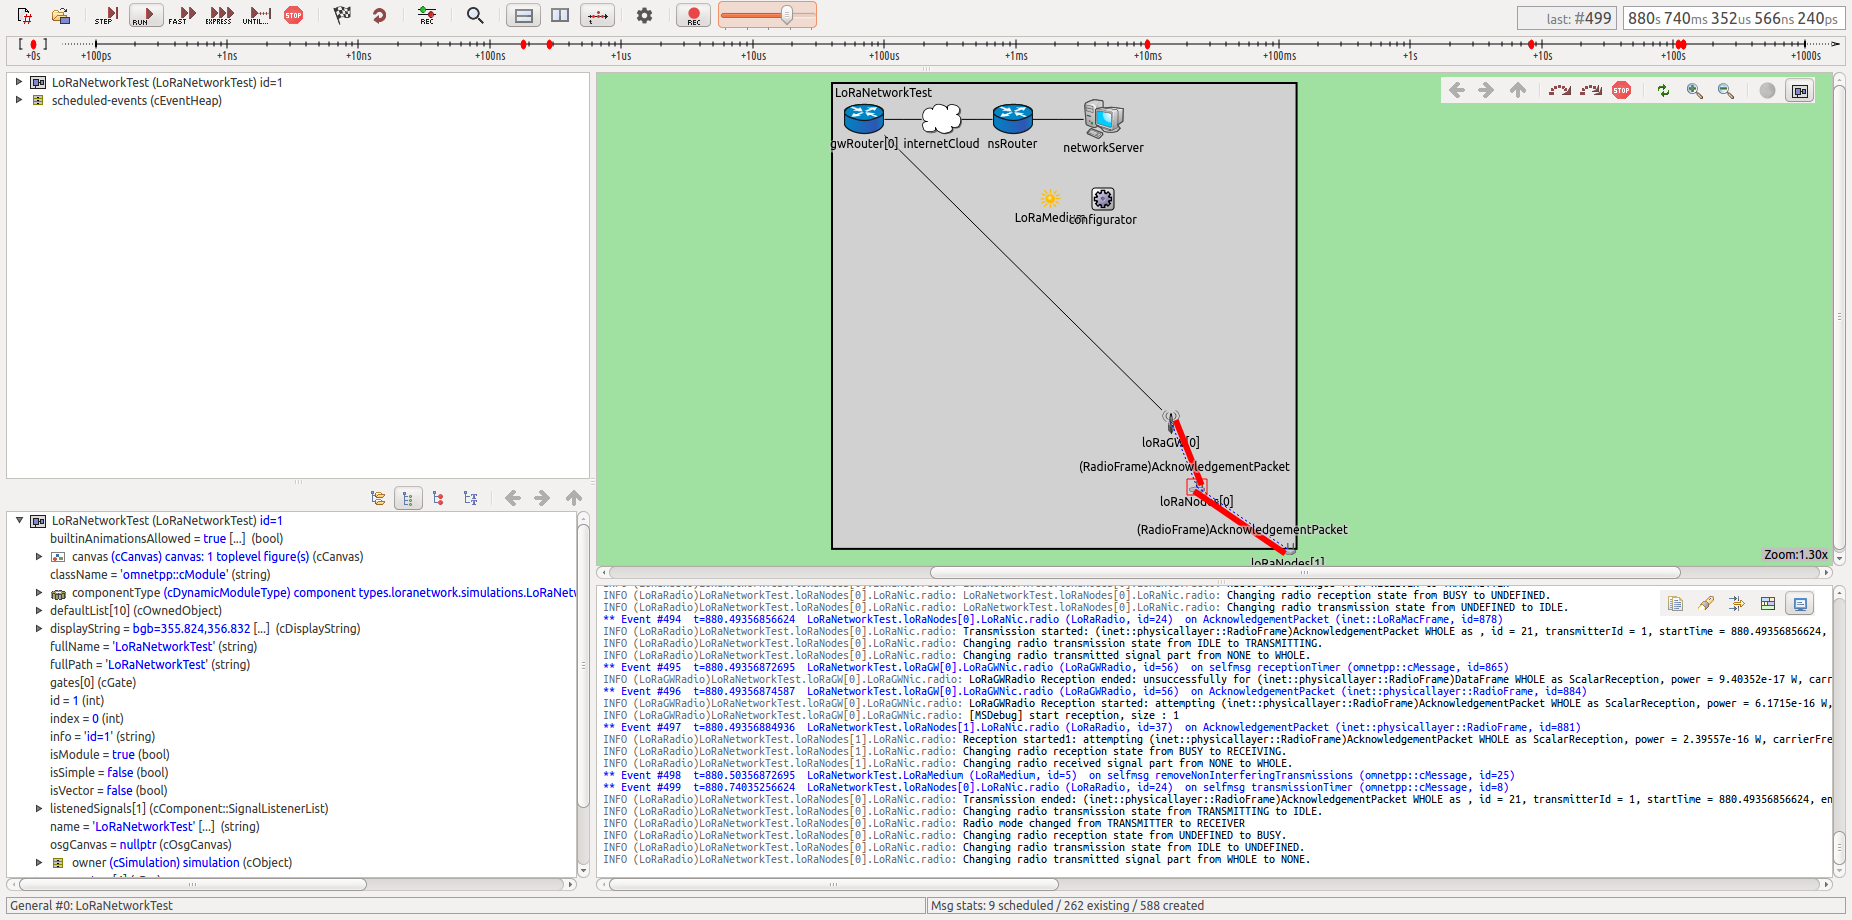 STEP RUN FAST EXPRESS UNTIL... STOP REC REC
last: #499 880s 740ms 352us 566ns 240ps
+0s +100ps +1ns +10ns +100ns +1us +10us +100us +1ms +10ms +100ms +1s +10s +100s +1000s
LoRaNetworkTest (LoRaNetworkTest) id=1
scheduled-events (cEventHeap)
LoRaNetworkTest (LoRaNetworkTest) id=1
builtinAnimationsAllowed = true [...] (bool)
canvas (cCanvas) canvas: 1 toplevel figure(s) (cCanvas)
className = 'omnetpp::cModule' (string)
componentType (cDynamicModuleType) component types.loranetwork.simulations.LoRaNetw
defaultList[10] (cOwnedObject)
displayString = bgb=355.824,356.832 [...] (cDisplayString)
fullName = 'LoRaNetworkTest' (string)
fullPath = 'LoRaNetworkTest' (string)
gates[0] (cGate)
id = 1 (int)
index = 0 (int)
info = 'id=1' (string)
isModule = true (bool)
isSimple = false (bool)
isVector = false (bool)
listenedSignals[1] (cComponent::SignalListenerList)
name = 'LoRaNetworkTest' [...] (string)
osgCanvas = nullptr (cOsgCanvas)
owner (cSimulation) simulation (cObject)
STOP
LoRaNetworkTest
gwRouter[0] internetCloud nsRouter
networkServer
LoRaMedium
configurator
loRaGW[0]
(RadioFrame)AcknowledgementPacket
loRaNodes[0]
(RadioFrame)AcknowledgementPacket
loRaNodes[1]
Zoom:1.30x
INFO (LoRaRadio)LoRaNetworkTest.loRaNodes[0].LoRaNic.radio: LoRaNetworkTest.loRaNodes[0].LoRaNic.radio: Changing radio reception state from BUSY to UNDEFINED.
INFO (LoRaRadio)LoRaNetworkTest.loRaNodes[0].LoRaNic.radio: LoRaNetworkTest.loRaNodes[0].LoRaNic.radio: Changing radio transmission state from UNDEFINED to IDLE.
** Event #494 t=880.49356856624 LoRaNetworkTest.loRaNodes[0].LoRaNic.radio (LoRaRadio, id=24) on AcknowledgementPacket (inet::LoRaMacFrame, id=878)
INFO (LoRaRadio)LoRaNetworkTest.loRaNodes[0].LoRaNic.radio: Transmission started: (inet::physicallayer::RadioFrame)AcknowledgementPacket WHOLE as , id = 21, transmitterId = 1, startTime = 880.49356856624,
INFO (LoRaRadio)LoRaNetworkTest.loRaNodes[0].LoRaNic.radio: Changing radio transmission state from IDLE to TRANSMITTING.
INFO (LoRaRadio)LoRaNetworkTest.loRaNodes[0].LoRaNic.radio: Changing radio transmitted signal part from NONE to WHOLE.
** Event #495 t=880.49356872695 LoRaNetworkTest.loRaGW[0].LoRaGWNic.radio (LoRaGWRadio, id=56) on selfmsg receptionTimer (omnetpp::cMessage, id=865)
INFO (LoRaGWRadio)LoRaNetworkTest.loRaGW[0].LoRaGWNic.radio: LoRaGWRadio Reception ended: unsuccessfully for (inet::physicallayer::RadioFrame)DataFrame WHOLE as ScalarReception, power = 9.40352e-17 W, carr
** Event #496 t=880.49356874587 LoRaNetworkTest.loRaGW[0].LoRaGWNic.radio (LoRaGWRadio, id=56) on AcknowledgementPacket (inet::physicallayer::RadioFrame, id=884)
INFO (LoRaGWRadio)LoRaNetworkTest.loRaGW[0].LoRaGWNic.radio: LoRaGWRadio Reception started: attempting (inet::physicallayer::RadioFrame)AcknowledgementPacket WHOLE as ScalarReception, power = 6.1715e-16 W,
INFO (LoRaGWRadio)LoRaNetworkTest.loRaGW[0].LoRaGWNic.radio: [MSDebug] start reception, size : 1
** Event #497 t=880.49356884936 LoRaNetworkTest.loRaNodes[1].LoRaNic.radio (LoRaRadio, id=37) on AcknowledgementPacket (inet::physicallayer::RadioFrame, id=881)
INFO (LoRaRadio)LoRaNetworkTest.loRaNodes[1].LoRaNic.radio: Reception started1: attempting (inet::physicallayer::RadioFrame)AcknowledgementPacket WHOLE as ScalarReception, power = 2.39557e-16 W, carrierFre
INFO (LoRaRadio)LoRaNetworkTest.loRaNodes[1].LoRaNic.radio: Changing radio reception state from BUSY to RECEIVING.
INFO (LoRaRadio)LoRaNetworkTest.loRaNodes[1].LoRaNic.radio: Changing radio received signal part from NONE to WHOLE.
** Event #498 t=880.50356872695 LoRaNetworkTest.LoRaMedium (LoRaMedium, id=5) on selfmsg removeNonInterferingTransmissions (omnetpp::cMessage, id=25)
** Event #499 t=880.74035256624 LoRaNetworkTest.loRaNodes[0].LoRaNic.radio (LoRaRadio, id=24) on selfmsg transmissionTimer (omnetpp::cMessage, id=8)
INFO (LoRaRadio)LoRaNetworkTest.loRaNodes[0].LoRaNic.radio: Transmission ended: (inet::physicallayer::RadioFrame)AcknowledgementPacket WHOLE as , id = 21, transmitterId = 1, startTime = 880.49356856624, en
INFO (LoRaRadio)LoRaNetworkTest.loRaNodes[0].LoRaNic.radio: Changing radio transmission state from TRANSMITTING to IDLE.
INFO (LoRaRadio)LoRaNetworkTest.loRaNodes[0].LoRaNic.radio: Radio mode changed from TRANSMITTER to RECEIVER
INFO (LoRaRadio)LoRaNetworkTest.loRaNodes[0].LoRaNic.radio: Changing radio reception state from UNDEFINED to BUSY.
INFO (LoRaRadio)LoRaNetworkTest.loRaNodes[0].LoRaNic.radio: Changing radio transmission state from IDLE to UNDEFINED.
INFO (LoRaRadio)LoRaNetworkTest.loRaNodes[0].LoRaNic.radio: Changing radio transmitted signal part from WHOLE to NONE.
General #0: LoRaNetworkTest
Msg stats: 9 scheduled / 262 existing / 588 created